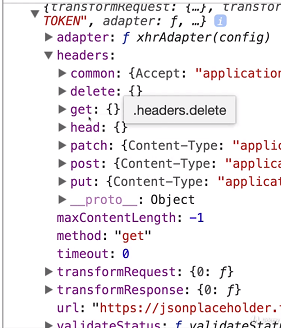 {transformRequest: {…}, transform
TOKEN", adapter: ƒ, …} i
▶ adapter: ƒ xhrAdapter(config)
▼ headers:
▶ common: {Accept: "application
▶ delete: {}
▶ get: {}
.headers.delete
▶ head: {}
▶ patch: {Content-Type: "applica
▶ post: {Content-Type: "applicat
▶ put: {Content-Type: "applicati
▶ __proto__: Object
maxContentLength: -1
method: "get"
timeout: 0
▶ transformRequest: {0: ƒ}
▶ transformResponse: {0: ƒ}
url: "https://jsonplaceholder.
▶ validateStatus: ƒ validateStatu